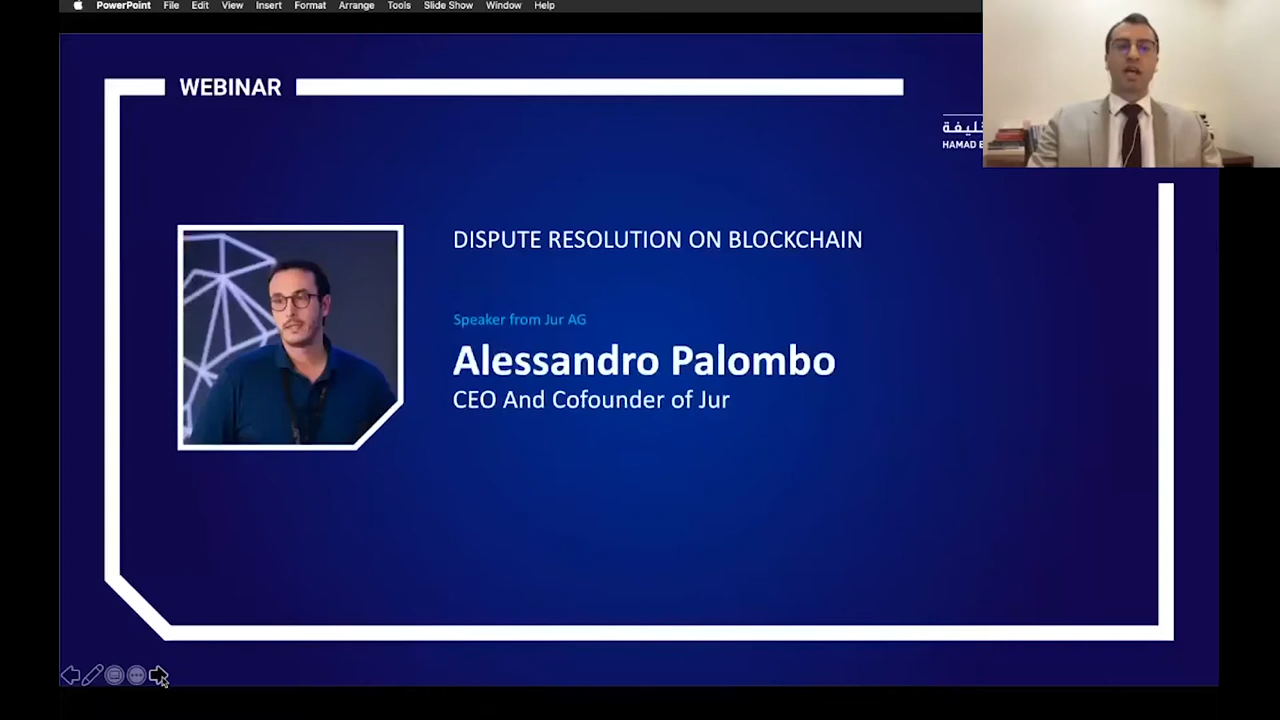 PowerPoint File Edit View Insert Format Arrange Tools Slide Show Window Help
WEBINAR
HAMAD
DISPUTE RESOLUTION ON BLOCKCHAIN
Speaker from Jur AG
Alessandro Palombo
CEO And Cofounder of Jur